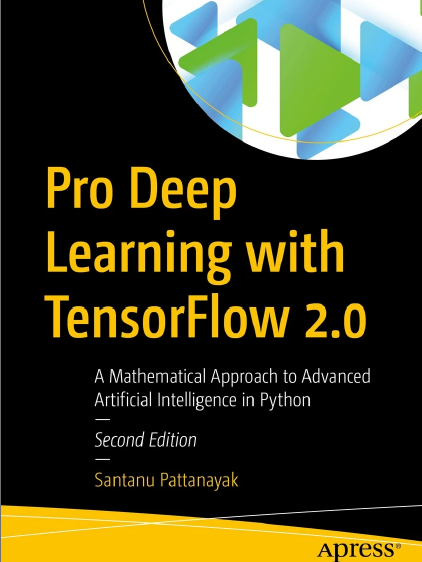 Pro Deep
Learning with
TensorFlow 2.0
A Mathematical Approach to Advanced
Artificial Intelligence in Python
Second Edition
Santanu Pattanayak
Apress®